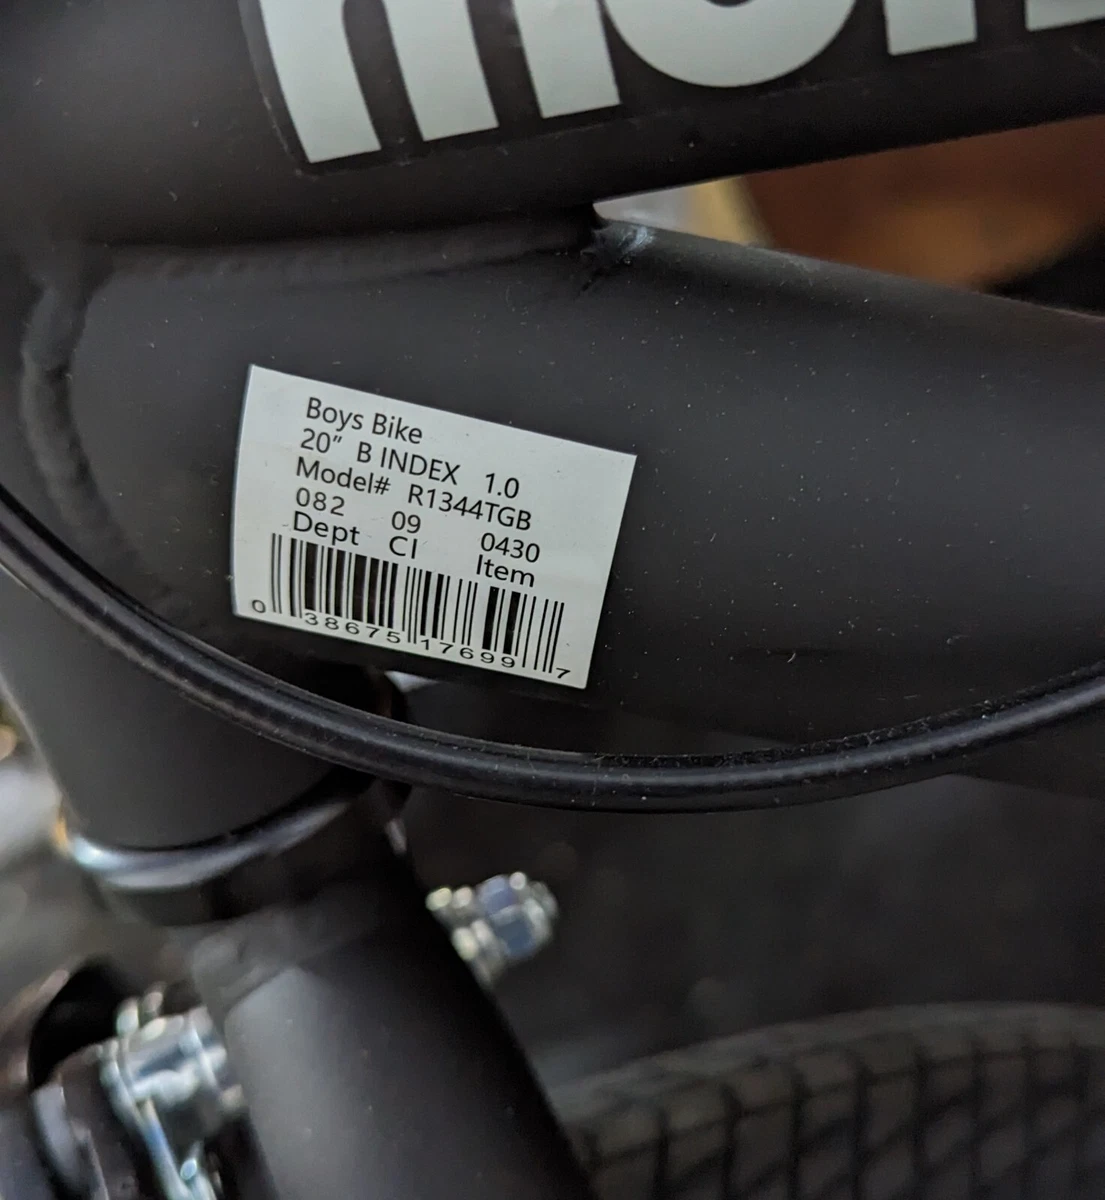 Boys Bike
20" B INDEX 1.0
Model# R1344TGB
082 09 0430
Dept CI Item
0 38675 17699 7